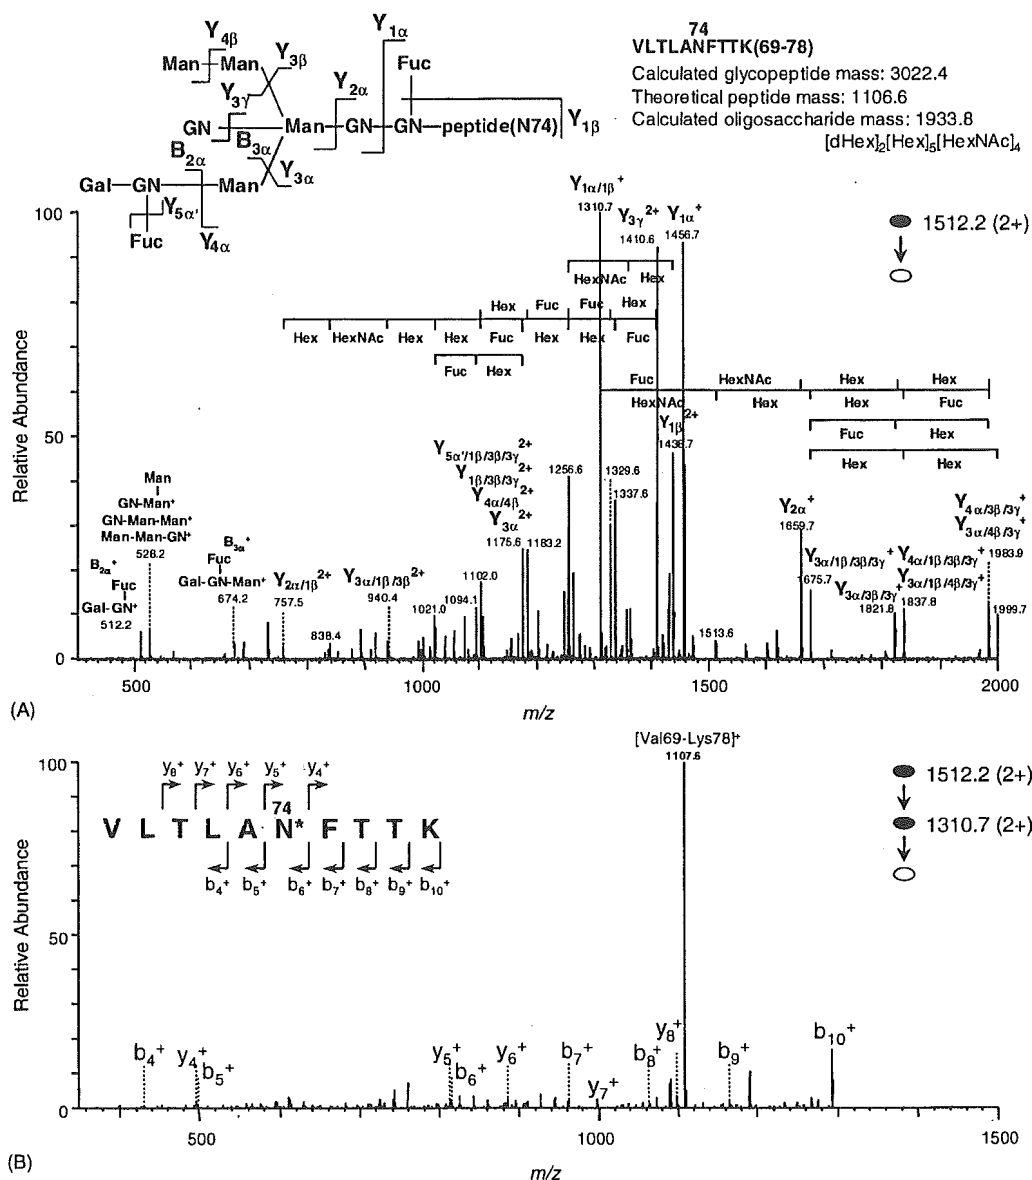 74
VLTLANFTTK(69-78)
Calculated glycopeptide mass: 3022.4
Theoretical peptide mass: 1106.6
Calculated oligosaccharide mass: 1933.8
[dHex]2[Hex]5[HexNAc]4
Y4β
Y3β
Y1α
Fuc
Man Man
Y3γ
Y2α
GN Man GN GN peptide(N74) Y1β
B2α
B3α
Y3α
Gal GN Man
Y5α'
Y4α
Fuc
Y1α/1β+
1310.7
Y3γ2+
1410.6
Y1α+
1456.7
1512.2 (2+)
100
HexNAc Hex
Hex Fuc Fuc Hex
Hex HexNAc Hex Hex Fuc Hex Hex Fuc
Fuc Hex
Fuc HexNAc Hex Hex
HexNAc Hex Hex Fuc
Fuc Hex
Hex Hex
Y1β2+
1436.7
50
Y5α'/1β/3β/3γ2+
Y1β/3β/3γ2+
Y4α/4β2+
Y3α2+
1175.6
1183.2
1256.6
1329.6
1337.6
Man
GN-Man+
GN-Man-Man+
Man-Man-GN+
528.2
B2α+
Fuc
Gal-GN+
512.2
B3α+
Fuc
Gal-GN-Man+
674.2
Y2α/1β2+
757.5
838.4
Y3α/1β/3β2+
940.4
1021.0
1094.1
1102.0
1513.6
Y2α+
1659.7
Y3α/1β/3β/3γ+
1675.7
Y3α/3β/3γ+
1821.8
Y4α/1β/3β/3γ+
Y3α/1β/4β/3γ+
1837.8
Y4α/3β/3γ+
Y3α/4β/3γ+
1983.9
1999.7
0
Relative Abundance
500 1000 1500 2000
m/z
(A)
[Val69-Lys78]+
1107.6
1512.2 (2+)
1310.7 (2+)
100
y8+ y7+ y6+ y5+ y4+
74
V L T L A N* F T T K
b4+ b5+ b6+ b7+ b8+ b9+ b10+
50
b4+
y4+
b5+
y5+
b6+
y6+
b7+
y7+
b8+
y8+
b9+
b10+
0
Relative Abundance
500 1000 1500
m/z
(B)